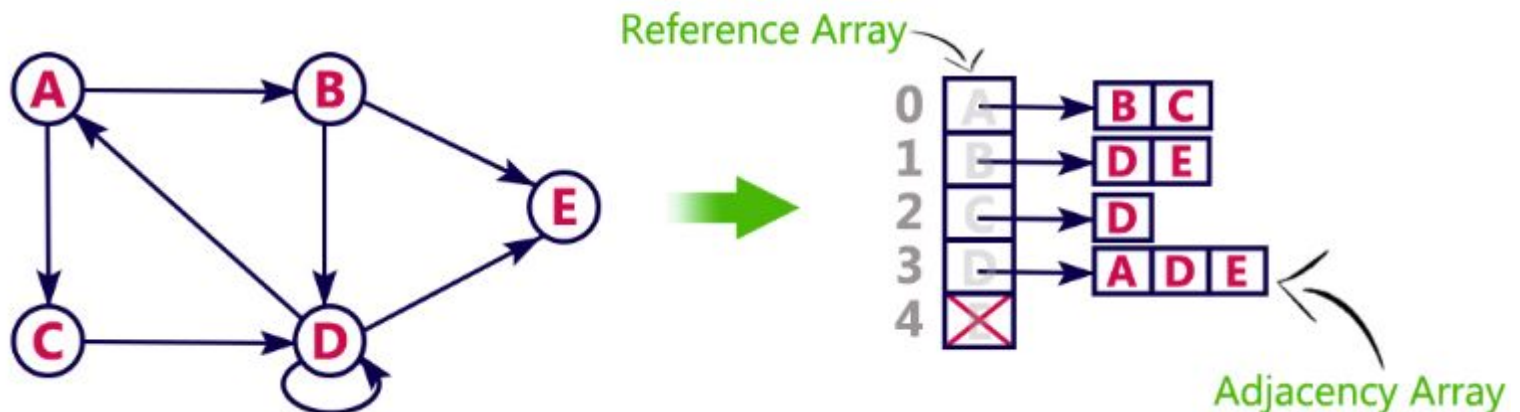 Reference Array
A B
E
C D
0 A B C
1 B D E
2 C D
3 D A D E
4
Adjacency Array